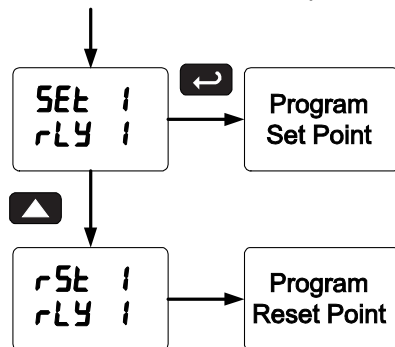 SEt 1
rLY 1
Program
Set Point
rSt 1
rLY 1
Program
Reset Point